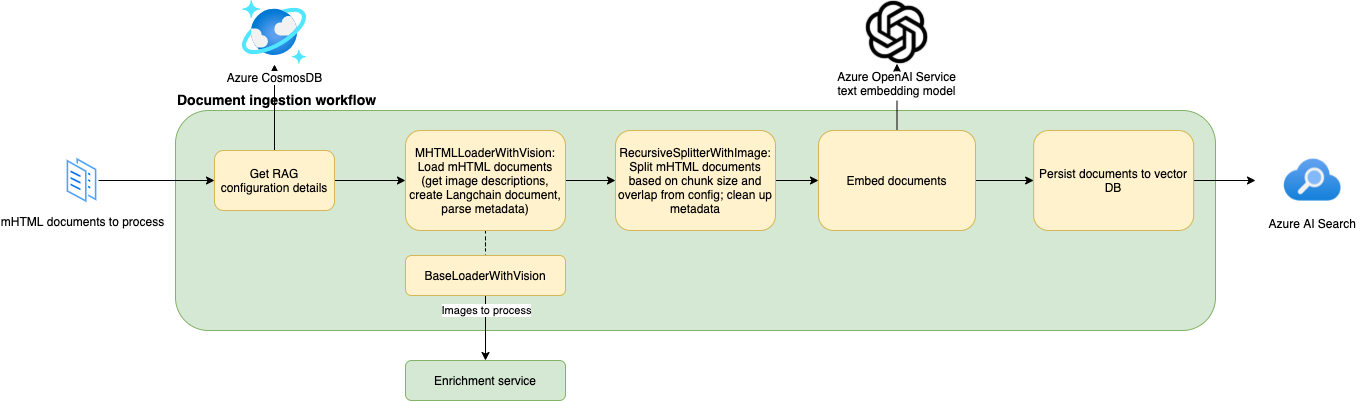 Azure CosmosDB
Azure OpenAI Service
text embedding model
Document ingestion workflow
mHTML documents to process
Get RAG
configuration details
MHTMLLoaderWithVision:
Load mHTML documents
(get image descriptions,
create Langchain document,
parse metadata)
RecursiveSplitterWithImage:
Split mHTML documents
based on chunk size and
overlap from config; clean up
metadata
Embed documents
Persist documents to vector
DB
Azure AI Search
BaseLoaderWithVision
Images to process
Enrichment service